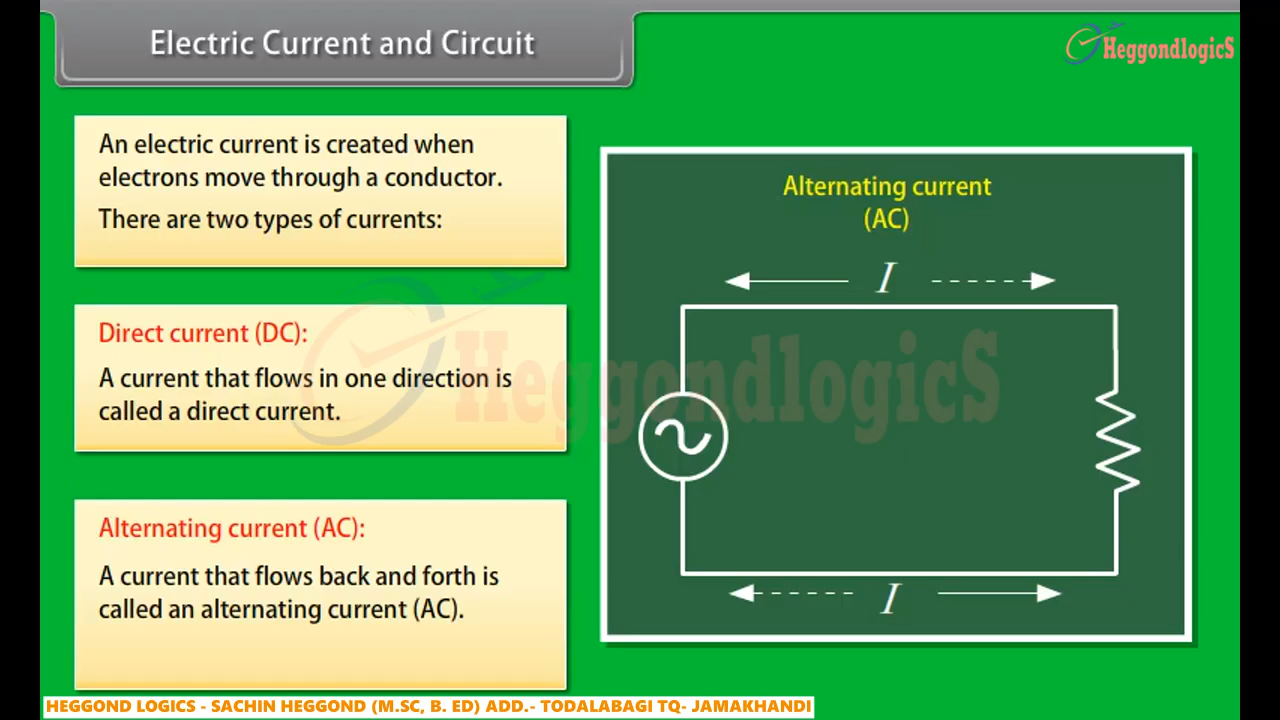 Electric Current and Circuit
HeggondlogicS
An electric current is created when
electrons move through a conductor.
There are two types of currents:
Direct current (DC):
A current that flows in one direction is
called a direct current.
Alternating current (AC):
A current that flows back and forth is
called an alternating current (AC).
Alternating current
(AC)
I
I
HeggondlogicS
HEGGOND LOGICS - SACHIN HEGGOND (M.SC, B. ED) ADD.- TODALABAGI TQ- JAMAKHANDI